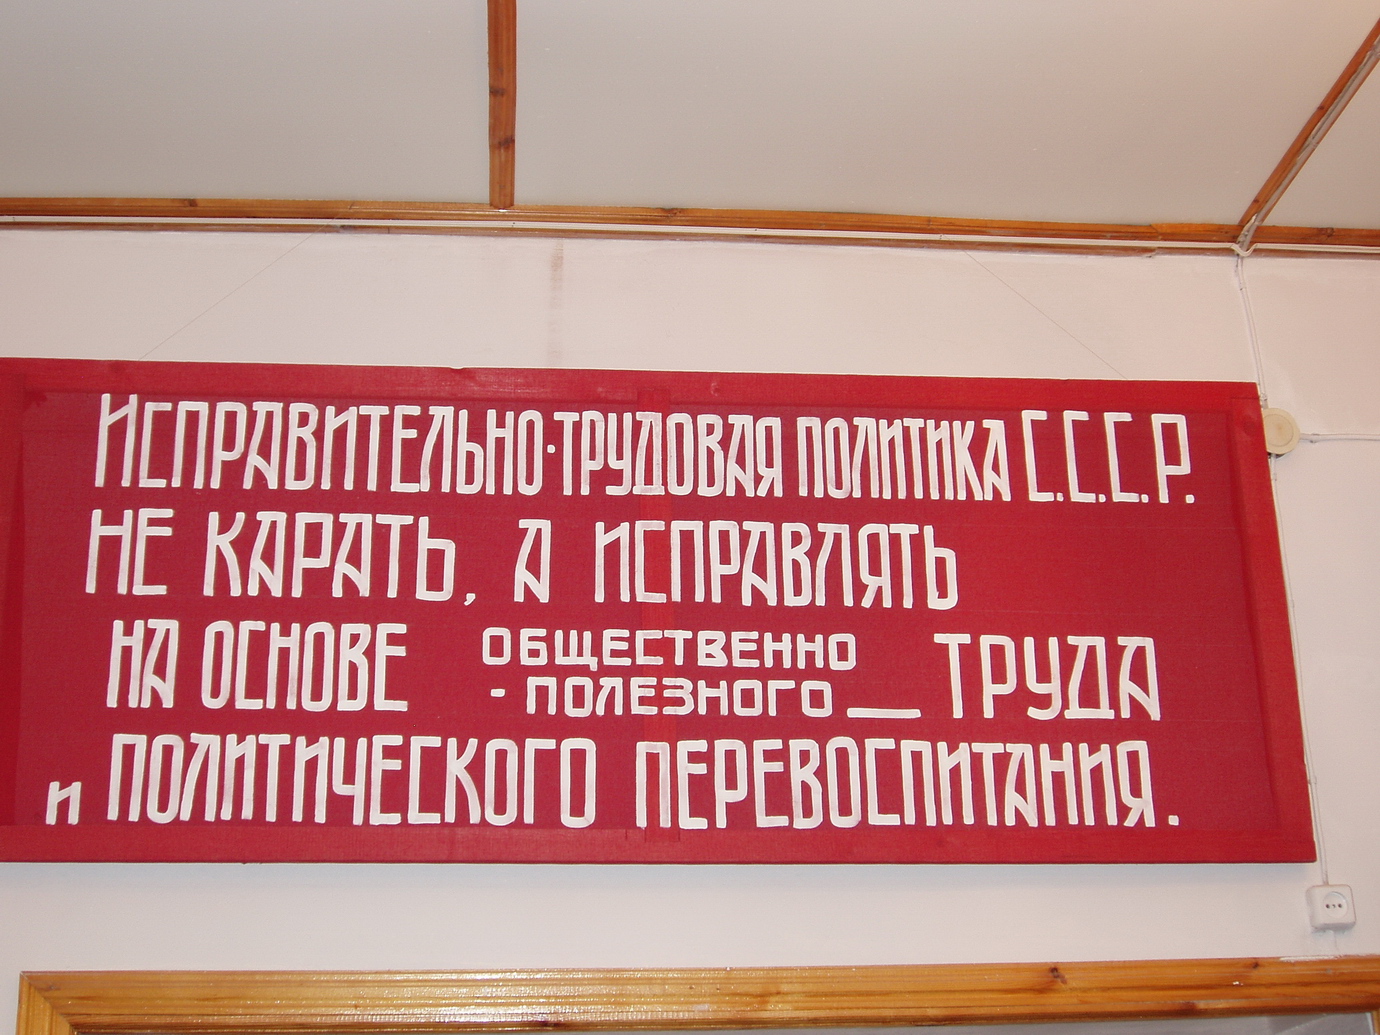 ИСПРАВИТЕЛЬНО-ТРУДОВАЯ ПОЛИТИКА С.С.С.Р.
НЕ КАРАТЬ, А ИСПРАВЛЯТЬ
НА ОСНОВЕ ОБЩЕСТВЕННО
-ПОЛЕЗНОГО — ТРУДА
и ПОЛИТИЧЕСКОГО ПЕРЕВОСПИТАНИЯ.